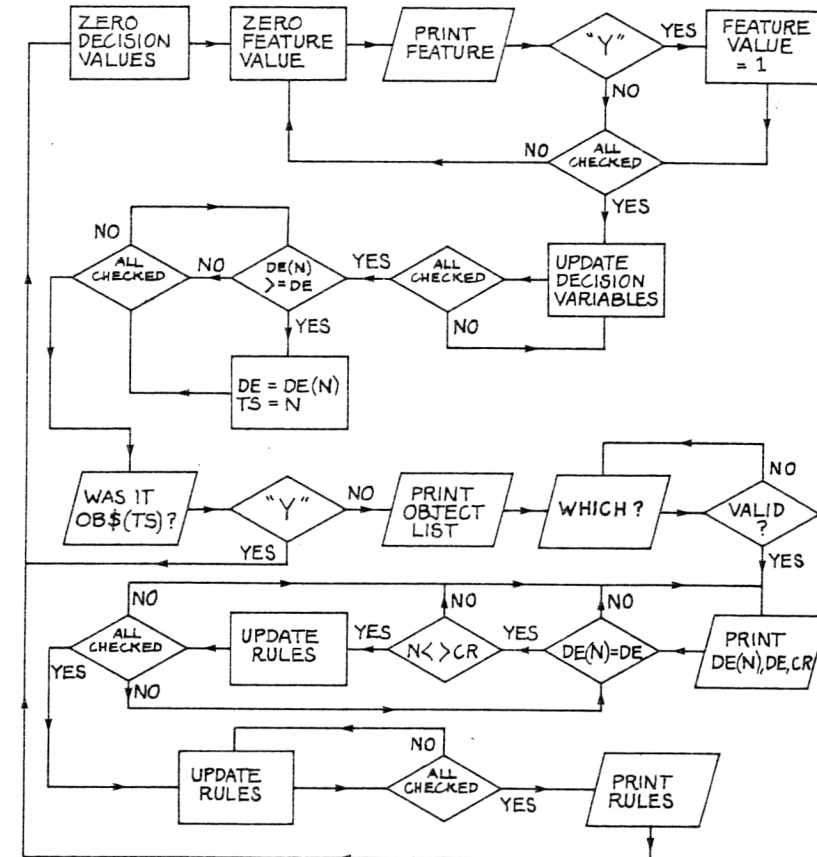 ZERO
DECISION
VALUES
ZERO
FEATURE
VALUE
PRINT
FEATURE
"Y"
YES
FEATURE
VALUE
= 1
NO
NO
ALL
CHECKED
YES
NO
ALL
CHECKED
NO
DE(N)
>=DE
YES
ALL
CHECKED
NO
UPDATE
DECISION
VARIABLES
YES
DE = DE(N)
TS = N
WAS IT
OB$(TS)?
"Y"
YES
NO
PRINT
OBJECT
LIST
WHICH?
NO
VALID
?
YES
NO
ALL
CHECKED
YES
NO
UPDATE
RULES
YES
NO
N< >CR
YES
NO
DE(N)=DE
PRINT
DE(N),DE,CR
UPDATE
RULES
NO
ALL
CHECKED
YES
PRINT
RULES